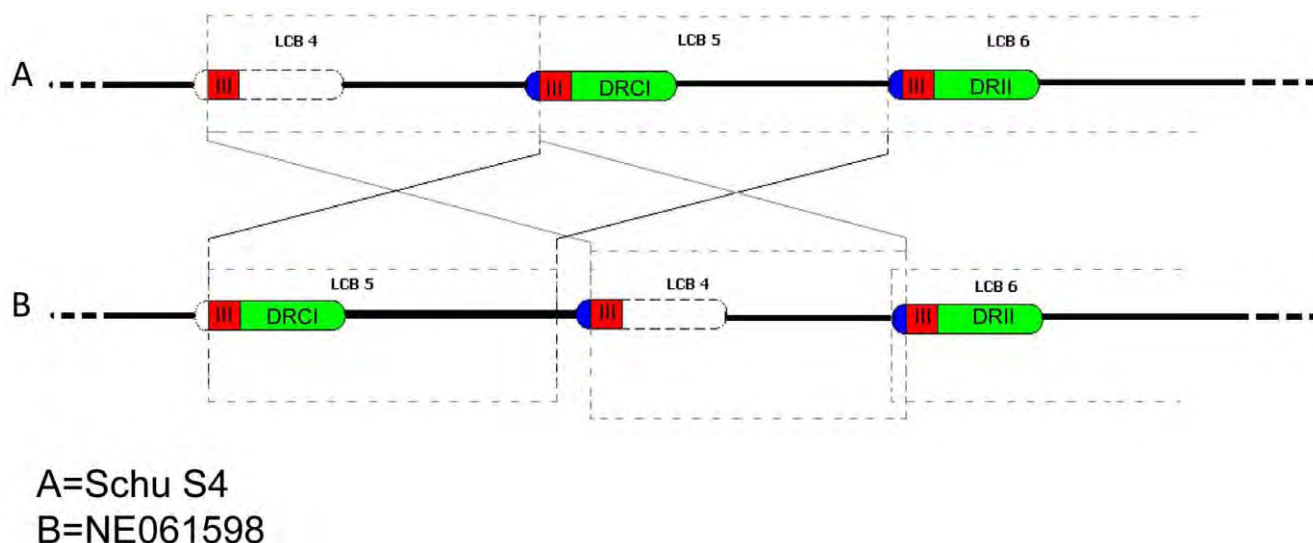 LCB 4 LCB 5 LCB 6
A III III DRCI III DRII
LCB 5 LCB 4 LCB 6
B III DRCI III III DRII
A=Schu S4
B=NE061598